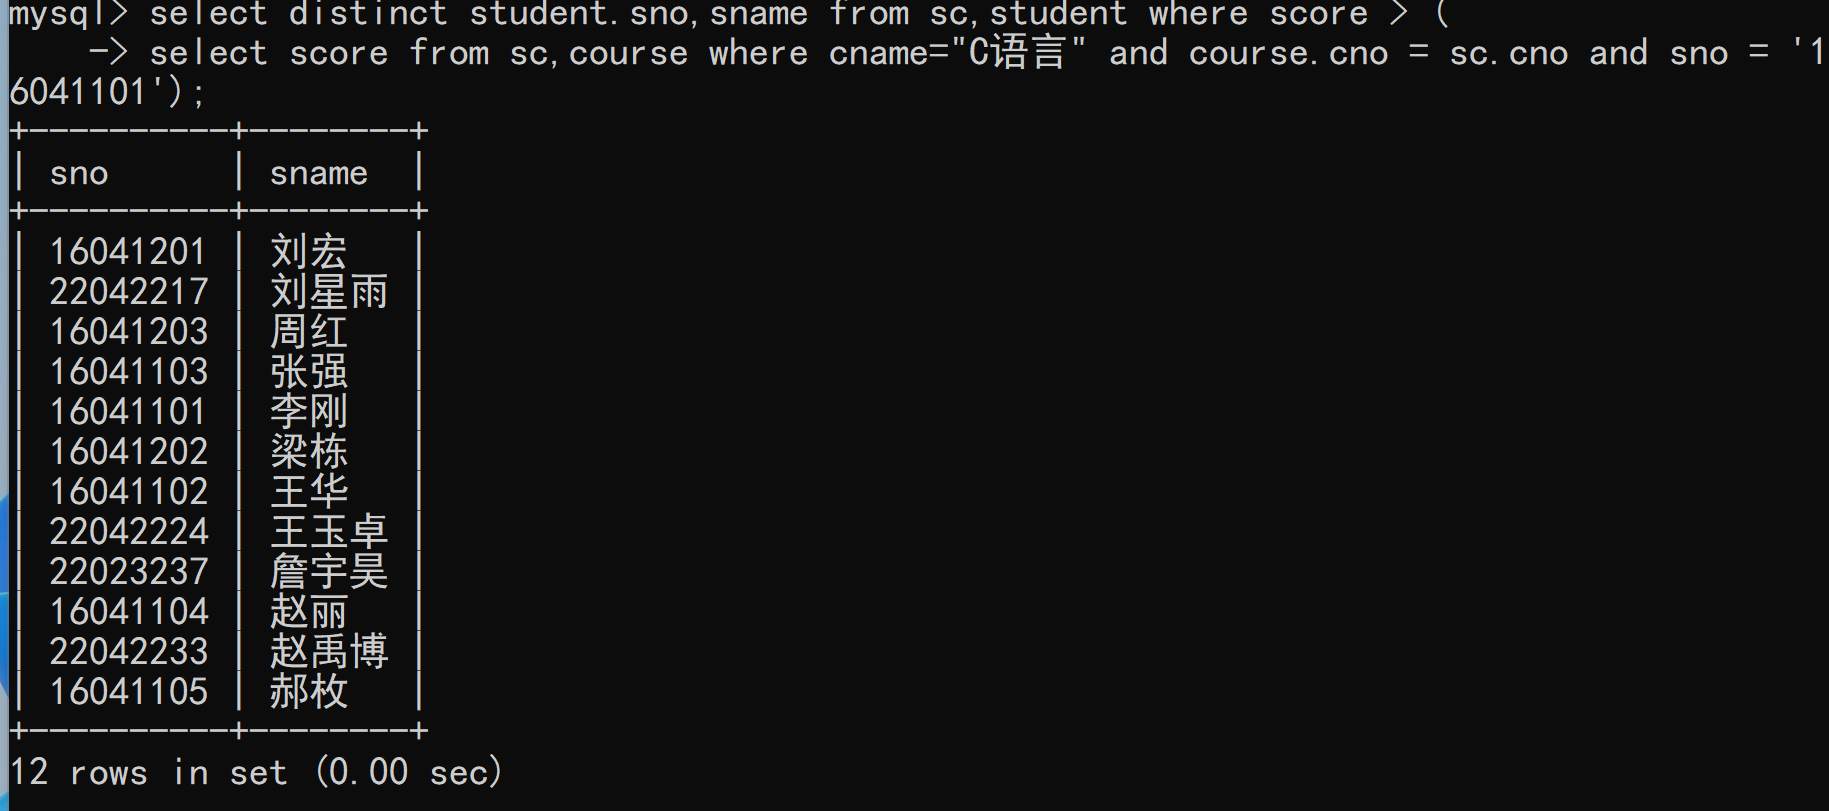 mysql> select distinct student.sno,sname from sc,student where score > (
    -> select score from sc,course where cname="C语言" and course.cno = sc.cno and sno = '1
6041101');
+----------+--------+
| sno      | sname  |
+----------+--------+
| 16041201 | 刘宏   |
| 22042217 | 刘星雨 |
| 16041203 | 周红   |
| 16041103 | 张强   |
| 16041101 | 李刚   |
| 16041202 | 梁栋   |
| 16041102 | 王华   |
| 22042224 | 王玉卓 |
| 22023237 | 詹宇昊 |
| 16041104 | 赵丽   |
| 22042233 | 赵禹博 |
| 16041105 | 郝枚   |
+----------+--------+
12 rows in set (0.00 sec)